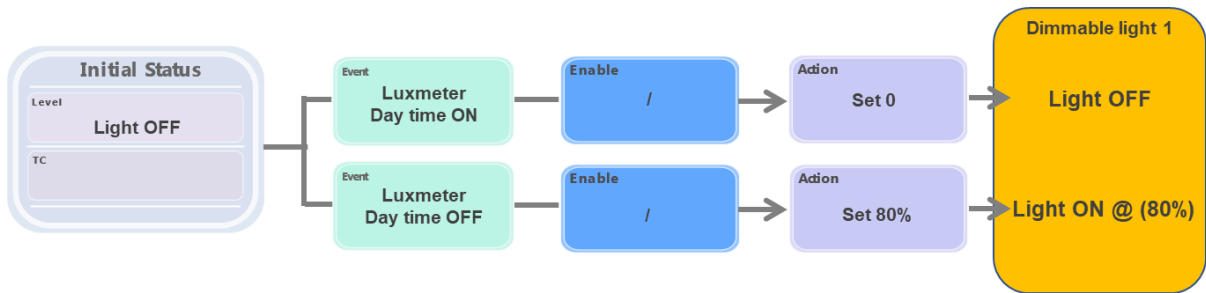 Initial Status
Level
Light OFF
TC
Event
Luxmeter
Day time ON
Enable
/
Action
Set 0
Event
Luxmeter
Day time OFF
Enable
/
Action
Set 80%
Dimmable light 1
Light OFF
Light ON @ (80%)